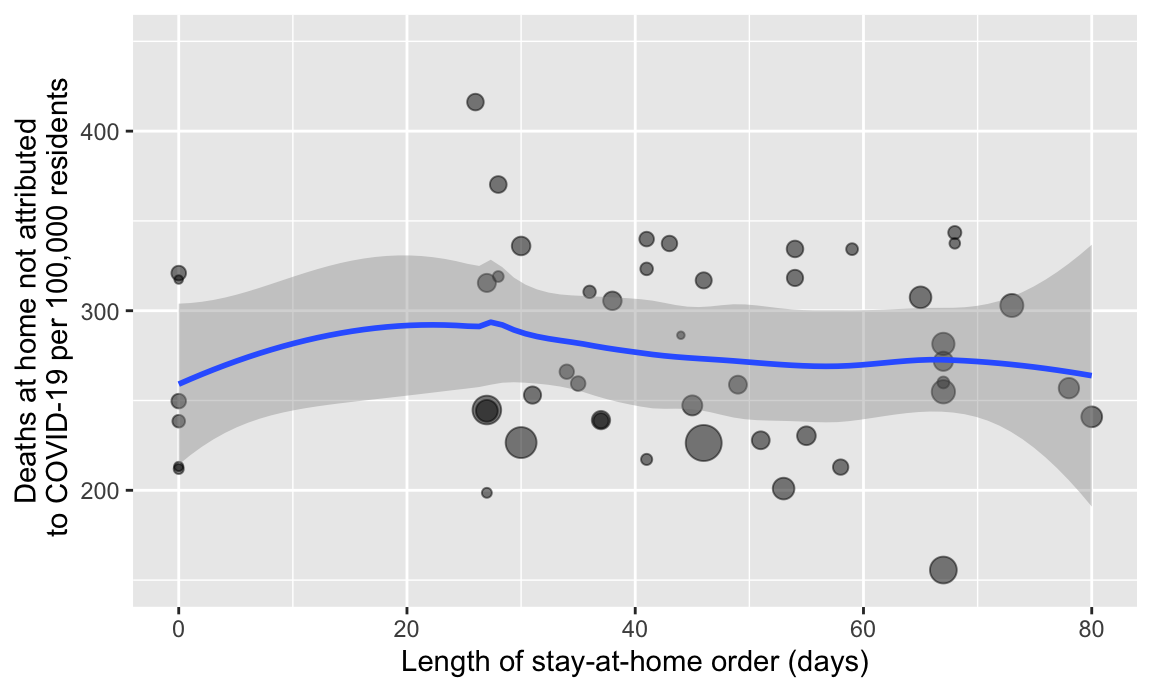 Deaths at home not attributed
to COVID-19 per 100,000 residents
400
300
200
0
20
40
60
80
Length of stay-at-home order (days)